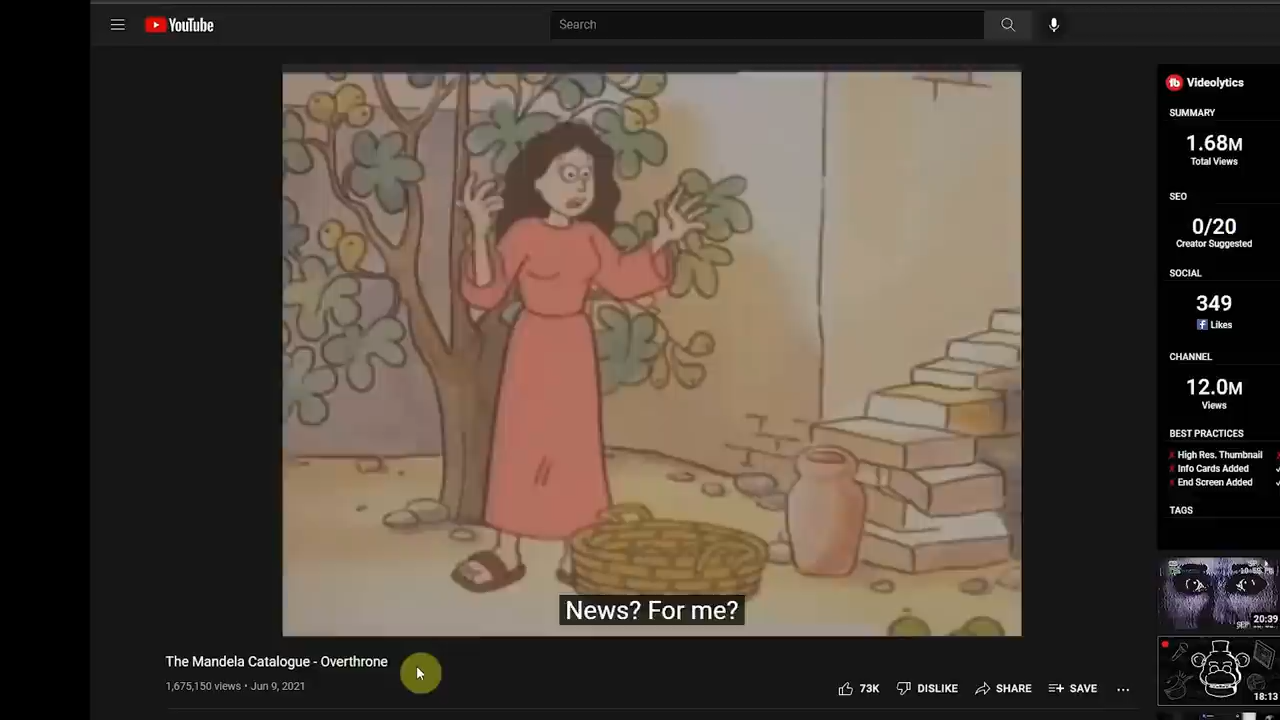 YouTube
Search
Videolytics
SUMMARY
1.68M
Total Views
SEO
0/20
Creator Suggested
SOCIAL
349
Likes
CHANNEL
12.0M
Views
BEST PRACTICES
High Res. Thumbnail
Info Cards Added
End Screen Added
TAGS
20:39
18:13
News? For me?
The Mandela Catalogue - Overthrone
1,675,150 views • Jun 9, 2021
73K DISLIKE SHARE SAVE